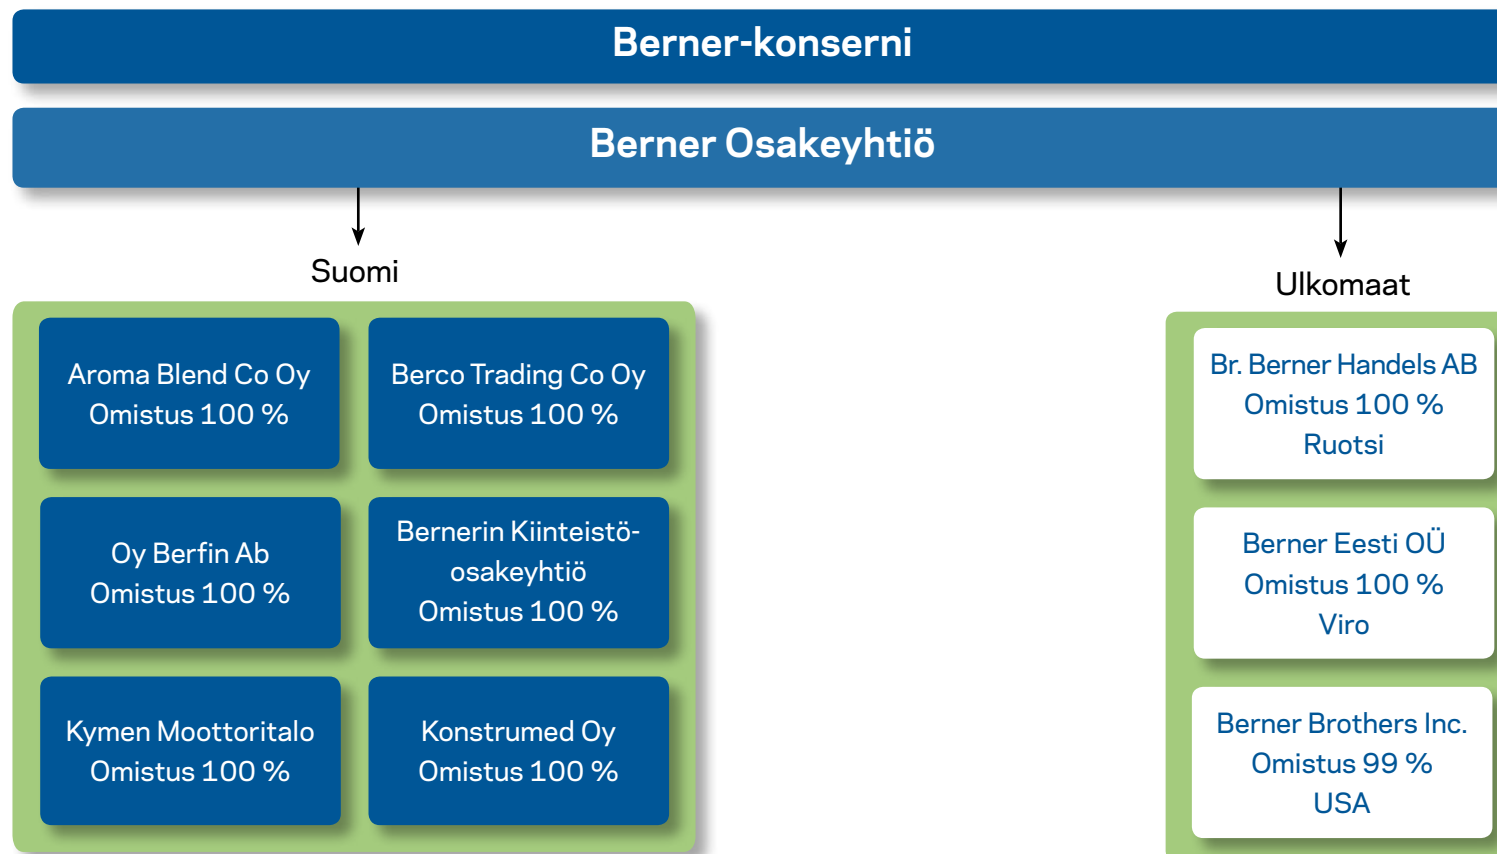 Berner-konserni
Berner Osakeyhtiö
Suomi
Aroma Blend Co Oy
Omistus 100 %
Berco Trading Co Oy
Omistus 100 %
Oy Berfin Ab
Omistus 100 %
Bernerin Kiinteistö-
osakeyhtiö
Omistus 100 %
Kymen Moottoritalo
Omistus 100 %
Konstrumed Oy
Omistus 100 %
Ulkomaat
Br. Berner Handels AB
Omistus 100 %
Ruotsi
Berner Eesti OÜ
Omistus 100 %
Viro
Berner Brothers Inc.
Omistus 99 %
USA